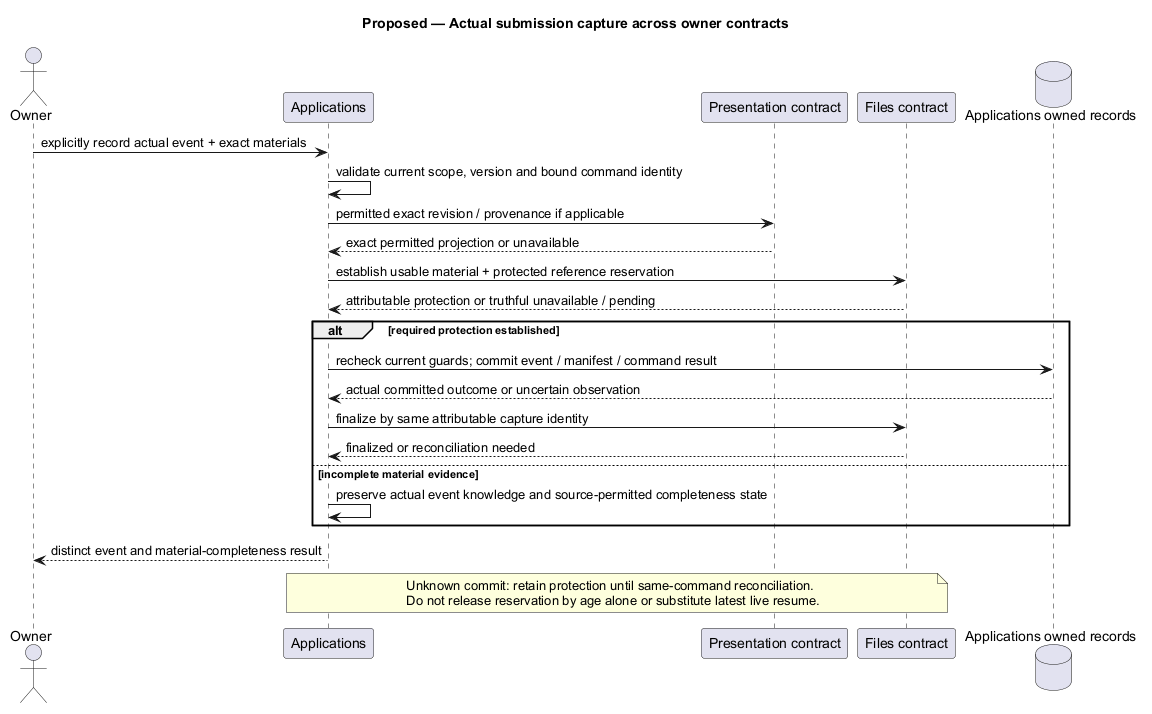 Proposed — Actual submission capture across owner contracts
Owner
Applications
Presentation contract
Files contract
Applications owned records
explicitly record actual event + exact materials
validate current scope, version and bound command identity
permitted exact revision / provenance if applicable
exact permitted projection or unavailable
establish usable material + protected reference reservation
attributable protection or truthful unavailable / pending
alt
[required protection established]
recheck current guards; commit event / manifest / command result
actual committed outcome or uncertain observation
finalize by same attributable capture identity
finalized or reconciliation needed
[incomplete material evidence]
preserve actual event knowledge and source-permitted completeness state
distinct event and material-completeness result
Unknown commit: retain protection until same-command reconciliation.
Do not release reservation by age alone or substitute latest live resume.
Owner
Applications
Presentation contract
Files contract
Applications owned records